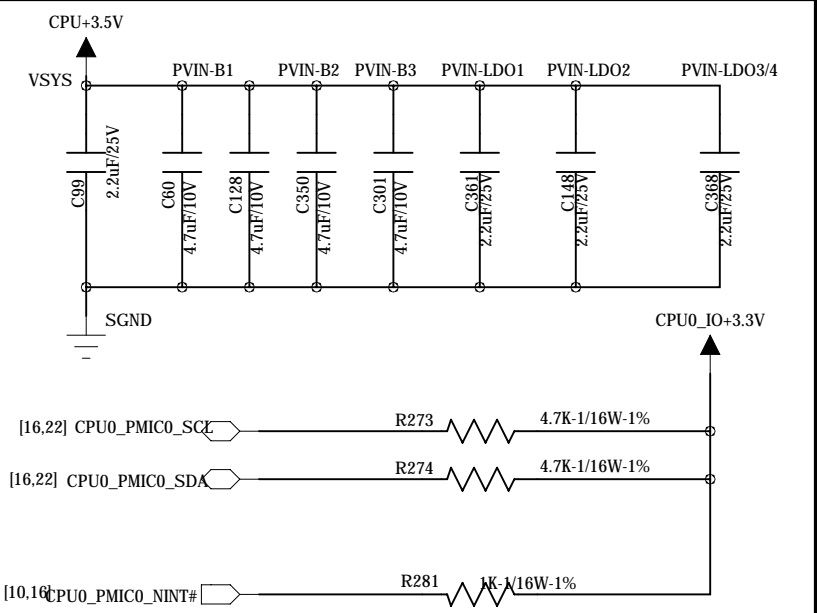 CPU+3.5V
VSYS
PVIN-B1
PVIN-B2
PVIN-B3
PVIN-LDO1
PVIN-LDO2
PVIN-LDO3/4
C99
2.2uF/25V
C60
4.7uF/10V
C128
4.7uF/10V
C350
4.7uF/10V
C301
4.7uF/10V
C361
2.2uF/25V
C148
2.2uF/25V
C368
2.2uF/25V
SGND
CPU0_IO+3.3V
[16,22] CPU0_PMIC0_SCL
R273
4.7K-1/16W-1%
[16,22] CPU0_PMIC0_SDA
R274
4.7K-1/16W-1%
[10,16] CPU0_PMIC0_NINT#
R281
1K-1/16W-1%